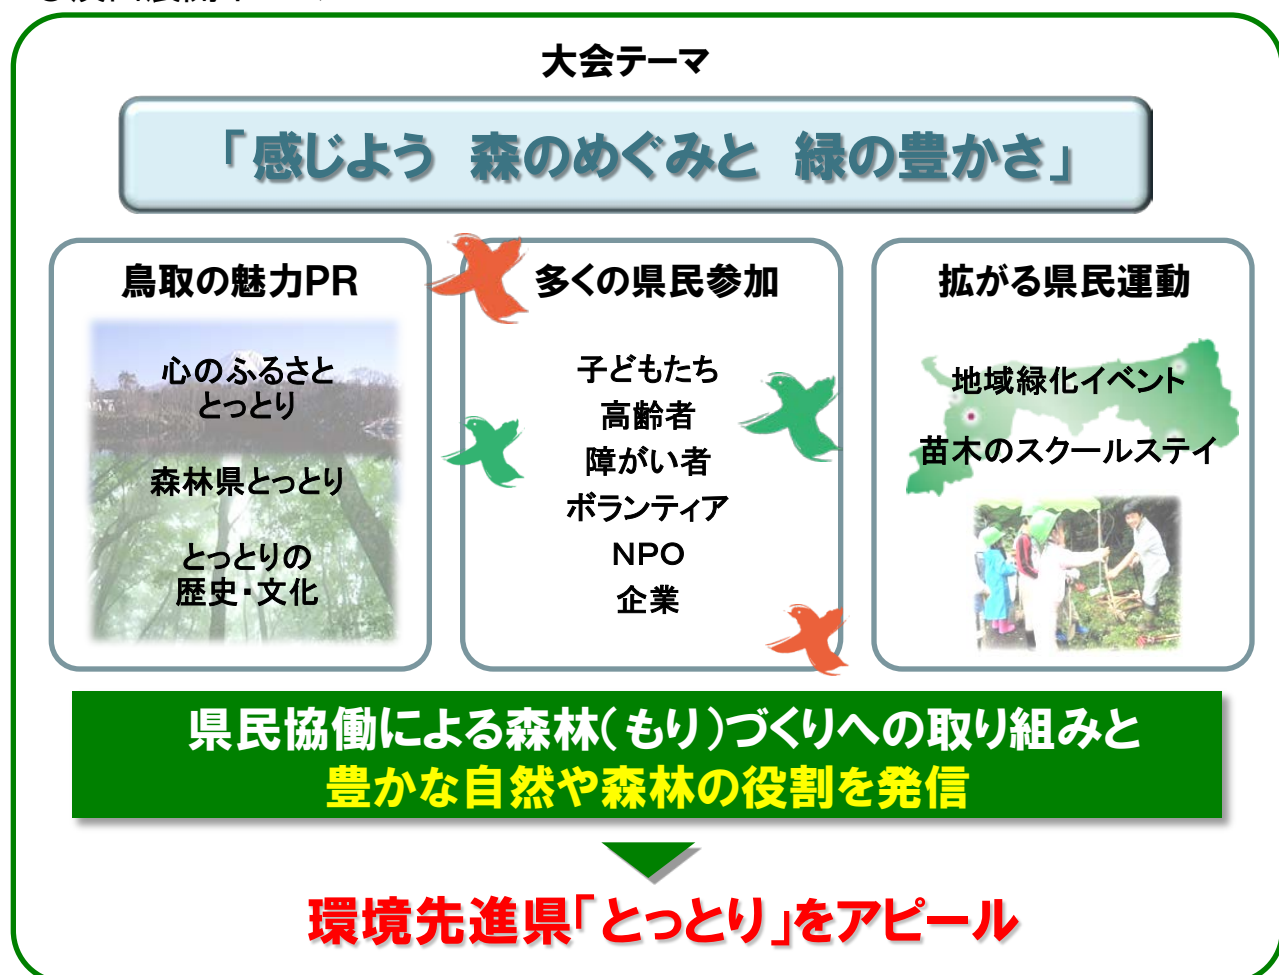 大会テーマ
「感じよう 森のめぐみと 緑の豊かさ」
鳥取の魅力PR
心のふるさと
とっとり
森林県とっとり
とっとりの
歴史・文化
多くの県民参加
子どもたち
高齢者
障がい者
ボランティア
NPO
企業
拡がる県民運動
地域緑化イベント
苗木のスクールステイ
県民協働による森林(もり)づくりへの取り組みと
豊かな自然や森林の役割を発信
環境先進県「とっとり」をアピール